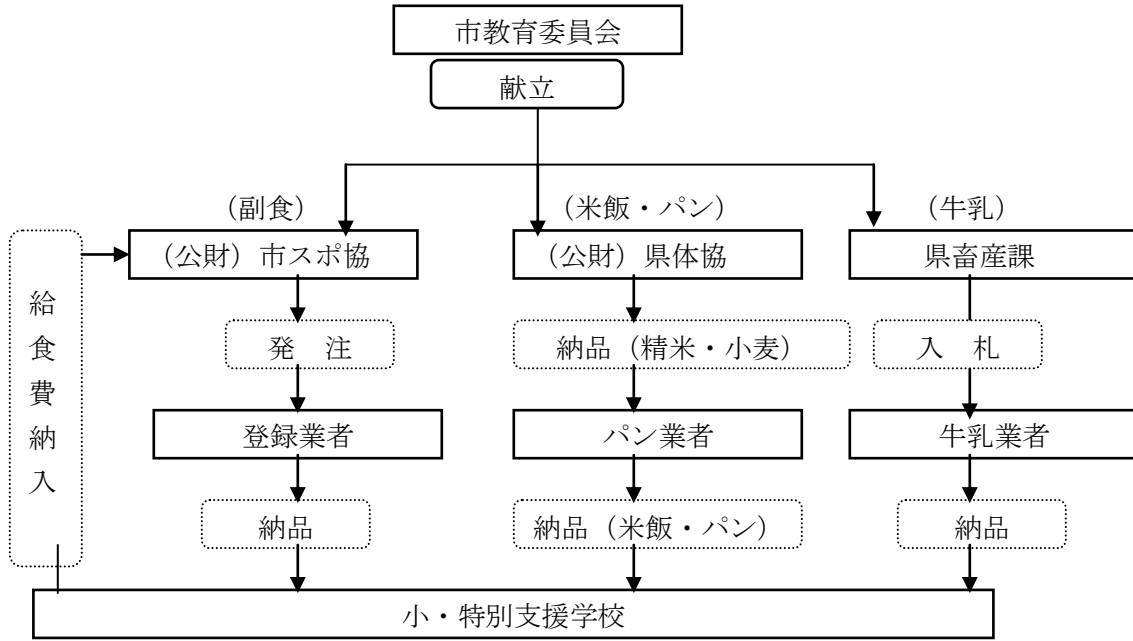 市教育委員会
献立
（副食）
（米飯・パン）
（牛乳）
（公財）市スポ協
（公財）県体協
県畜産課
給食費納入
発　注
納品（精米・小麦）
入　札
登録業者
パン業者
牛乳業者
納品
納品（米飯・パン）
納品
小・特別支援学校